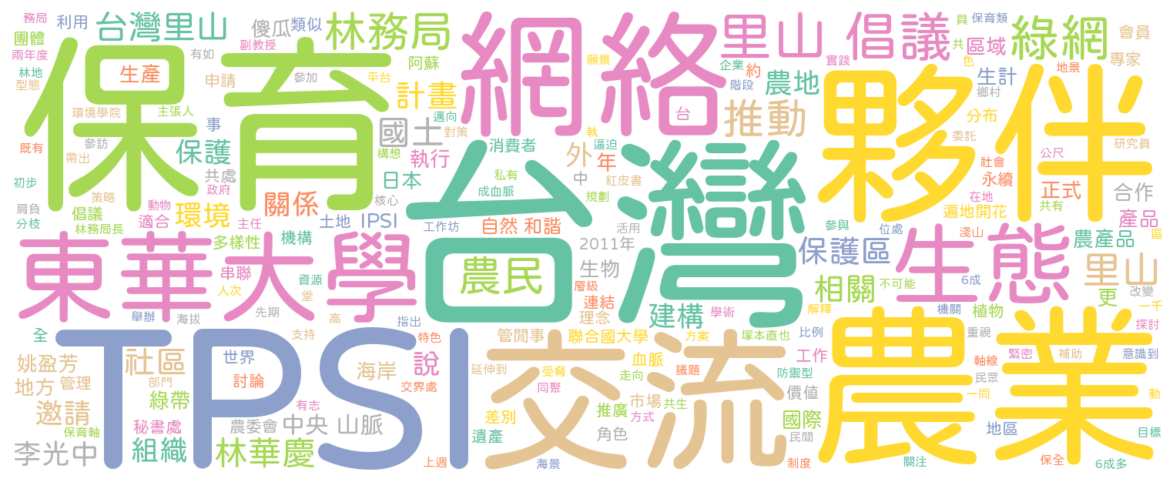 務局 利用 台灣里山 傻瓜 類似 林務局 網絡 里山 倡議 區域 綠網 會員
具 保育類 共 色
團體 兩年度 副教授 有如 阿蘇 願景 企業 約 實踐 專家
林地 型態 生產 申請 參加 計畫 平台 階段 農地 生計 地景 鄉村
保育 夥伴
環境學院 主張人 國土 邁向 對策 推動 台 分布
既有 參訪 帶出 保護 事 構想 執行 消費者 逼迫 執 外 年 委託 社會 公尺 研究員
初步 策略 共處 政府 日本 私有 成血脈 中 紅皮書 在地 永續 正式 合作
肩負 分枝 倡議 林務局長 動物 適合 環境 主任 關係 土地 IPSI 核心 工作坊 自然 和諧 規劃 活用 參與 位處 遍地開花 淺山 共有 產品
台灣
東華大學 多樣性 機構 2011年 保護區 生態 農產品 區
串聯 資源 農民 生物 層級 6成 里山 改變
人次 堂 連結 相關 不可能 更 一千
舉辦 海拔 先期 高 理念 建構 學術 解釋 機關 植物 探討
全 支持 指出 特色 管閒事 聯合國大學 方案 塚本直也 比例 重視 緊密 補助 意識到
TPSI 交流 農業
姚盈芳 社區 世界 說 海岸 延伸到 血脈 議題 工作 軸線 民眾
地方 管理 部門 討論 交界處 受育 同聚 走向 防禦型 價值 一同 動
邀請 綠帶 有志 差別 推廣 市場 共生 方式 國際 地區 目標
保育軸 秘書處 農委會 中央 山脈 遺產 角色 民間
李光中 組織 林華慶 上週 海景 制度 關注 保全 6成多